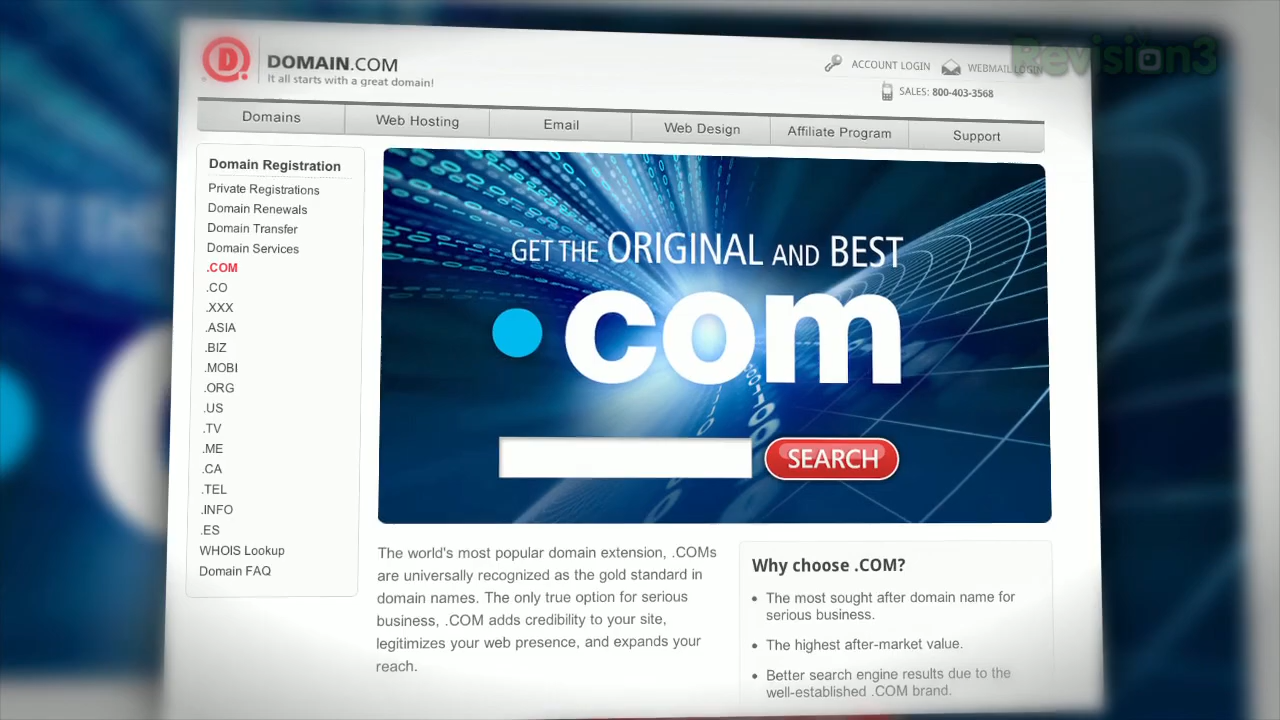 Revision3
D
DOMAIN.COM
It all starts with a great domain!
ACCOUNT LOGIN
WEBMAIL LOGIN
SALES: 800-403-3568
Domains
Web Hosting
Email
Web Design
Affiliate Program
Support
Domain Registration
Private Registrations
Domain Renewals
Domain Transfer
Domain Services
.COM
.CO
.XXX
.ASIA
.BIZ
.MOBI
.ORG
.US
.TV
.ME
.CA
.TEL
.INFO
.ES
WHOIS Lookup
Domain FAQ
GET THE ORIGINAL AND BEST
.com
SEARCH
The world's most popular domain extension, .COMs
are universally recognized as the gold standard in
domain names. The only true option for serious
business, .COM adds credibility to your site,
legitimizes your web presence, and expands your
reach.
Why choose .COM?
• The most sought after domain name for
serious business.
• The highest after-market value.
• Better search engine results due to the
well-established .COM brand.